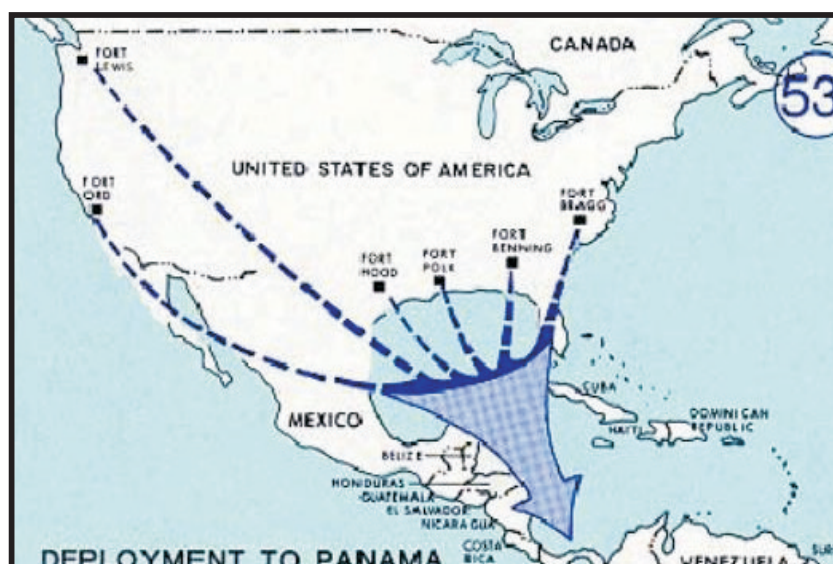 FORT
LEWIS
CANADA
53
UNITED STATES OF AMERICA
FORT
ORD
FORT
BRAGG
FORT
BENNING
FORT
HOOD
FORT
POLK
MEXICO
CUBA
HAITI
DOMINICAN
REPUBLIC
BELIZE
HONDURAS
GUATEMALA
EL SALVADOR
NICARAGUA
COSTA
RICA
VENEZUELA
SUR
DEPLOYMENT TO PANAMA